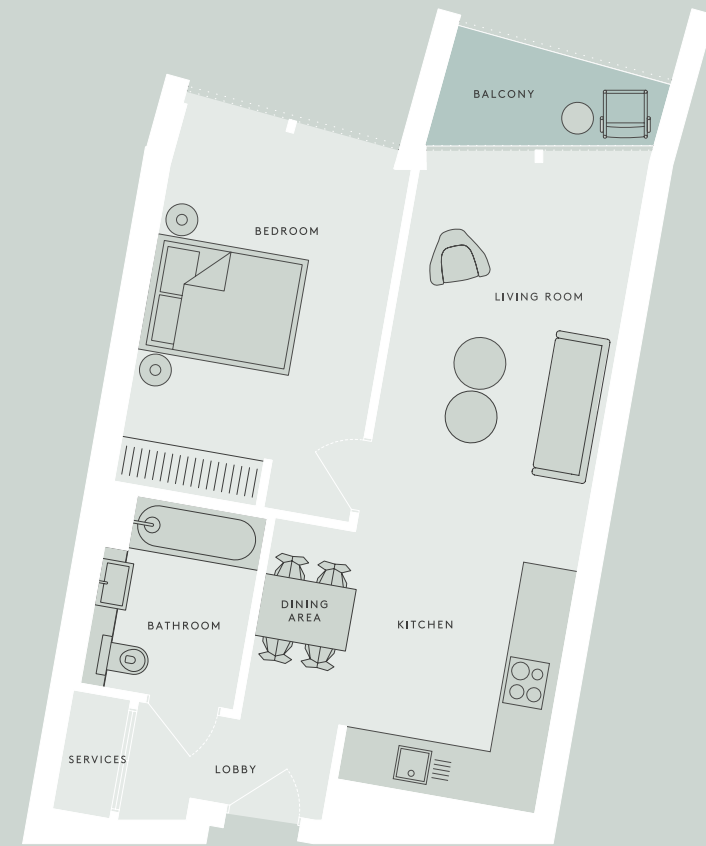 BALCONY
BEDROOM
LIVING ROOM
DINING
AREA
KITCHEN
BATHROOM
SERVICES
LOBBY